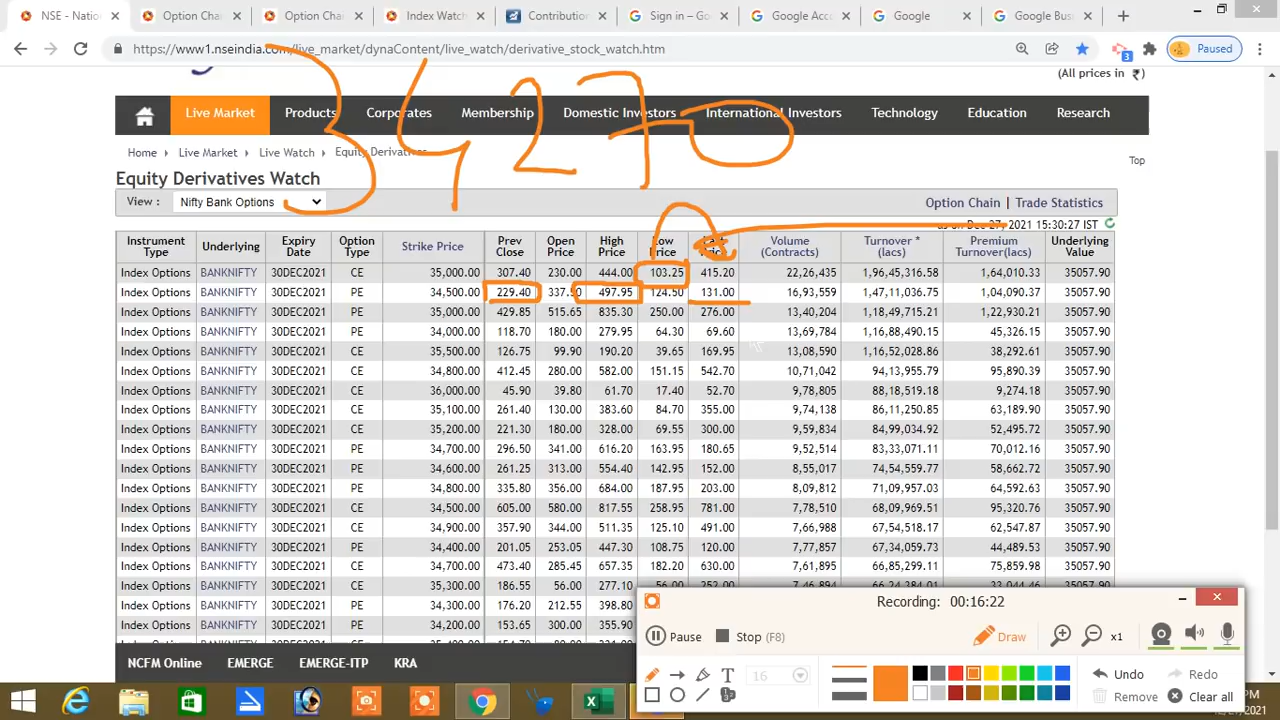 NSE - Natio
Option Chai
Option Chai
Index Watch
Contribution
Sign in – Goo
Google Acco
Google
Google Busi
https://www1.nseindia.com/live_market/dynaContent/live_watch/derivative_stock_watch.htm
3
Paused
(All prices in ₹)
Live Market
Products
Corporates
Membership
Domestic Investors
International Investors
Technology
Education
Research
34270
Home › Live Market › Live Watch › Equity Derivatives
Top
Equity Derivatives Watch
View : Nifty Bank Options
Option Chain | Trade Statistics
as on Dec 27, 2021 15:30:27 IST
Instrument Type Underlying Expiry Date Option Type Strike Price Prev Close Open Price High Price Low Price Last Price Volume (Contracts) Turnover * (lacs) Premium Turnover(lacs) Underlying Value
Index Options BANKNIFTY 30DEC2021 CE 35,000.00 307.40 230.00 444.00 103.25 415.20 22,26,435 1,96,45,316.58 1,64,010.33 35057.90
Index Options BANKNIFTY 30DEC2021 PE 34,500.00 229.40 337.50 497.95 124.50 131.00 16,93,559 1,47,11,036.75 1,04,090.37 35057.90
Index Options BANKNIFTY 30DEC2021 PE 35,000.00 429.85 515.65 835.30 250.00 276.00 13,40,204 1,18,49,715.21 1,22,930.21 35057.90
Index Options BANKNIFTY 30DEC2021 PE 34,000.00 118.70 180.00 279.95 64.30 69.60 13,69,784 1,16,88,490.15 45,326.15 35057.90
Index Options BANKNIFTY 30DEC2021 CE 35,500.00 126.75 99.90 190.20 39.65 169.95 13,08,590 1,16,52,028.86 38,292.61 35057.90
Index Options BANKNIFTY 30DEC2021 CE 34,800.00 412.45 280.00 582.00 151.15 542.70 10,71,042 94,13,955.79 95,890.39 35057.90
Index Options BANKNIFTY 30DEC2021 CE 36,000.00 45.90 39.80 61.70 17.40 52.70 9,78,805 88,18,519.18 9,274.18 35057.90
Index Options BANKNIFTY 30DEC2021 CE 35,100.00 261.40 130.00 383.60 84.70 355.00 9,74,138 86,11,250.85 63,189.90 35057.90
Index Options BANKNIFTY 30DEC2021 CE 35,200.00 221.30 180.00 328.00 69.55 300.00 9,59,834 84,99,034.92 52,495.72 35057.90
Index Options BANKNIFTY 30DEC2021 PE 34,700.00 296.50 341.00 616.20 163.95 180.65 9,52,514 83,33,071.11 70,012.16 35057.90
Index Options BANKNIFTY 30DEC2021 PE 34,600.00 261.25 313.00 554.40 142.95 152.00 8,55,017 74,54,559.77 58,662.72 35057.90
Index Options BANKNIFTY 30DEC2021 PE 34,800.00 335.80 356.00 684.00 187.95 203.00 8,09,812 71,09,957.03 64,592.63 35057.90
Index Options BANKNIFTY 30DEC2021 CE 34,500.00 605.00 580.00 817.55 258.95 781.00 7,78,510 68,09,969.51 95,320.76 35057.90
Index Options BANKNIFTY 30DEC2021 CE 34,900.00 357.90 344.00 511.35 125.10 491.00 7,66,988 67,54,518.17 62,547.87 35057.90
Index Options BANKNIFTY 30DEC2021 PE 34,400.00 201.05 253.05 447.30 108.75 120.00 7,77,857 67,34,059.73 44,489.53 35057.90
Index Options BANKNIFTY 30DEC2021 CE 34,700.00 473.40 285.45 657.35 182.20 630.00 7,61,895 66,85,299.11 75,859.98 35057.90
Index Options BANKNIFTY 30DEC2021 CE 35,300.00 186.55 56.00 277.10 56.00 252.00 7,46,894 66,24,384.01 33,044.46 35057.90
Index Options BANKNIFTY 30DEC2021 PE 34,300.00 176.20 212.55 398.80
Index Options BANKNIFTY 30DEC2021 PE 34,200.00 153.65 300.00 355.90
NCFM Online
EMERGE
EMERGE-ITP
KRA
Recording: 00:16:22
Pause
Stop (F8)
Draw
x1
T
16
Undo
Redo
Remove
Clear all